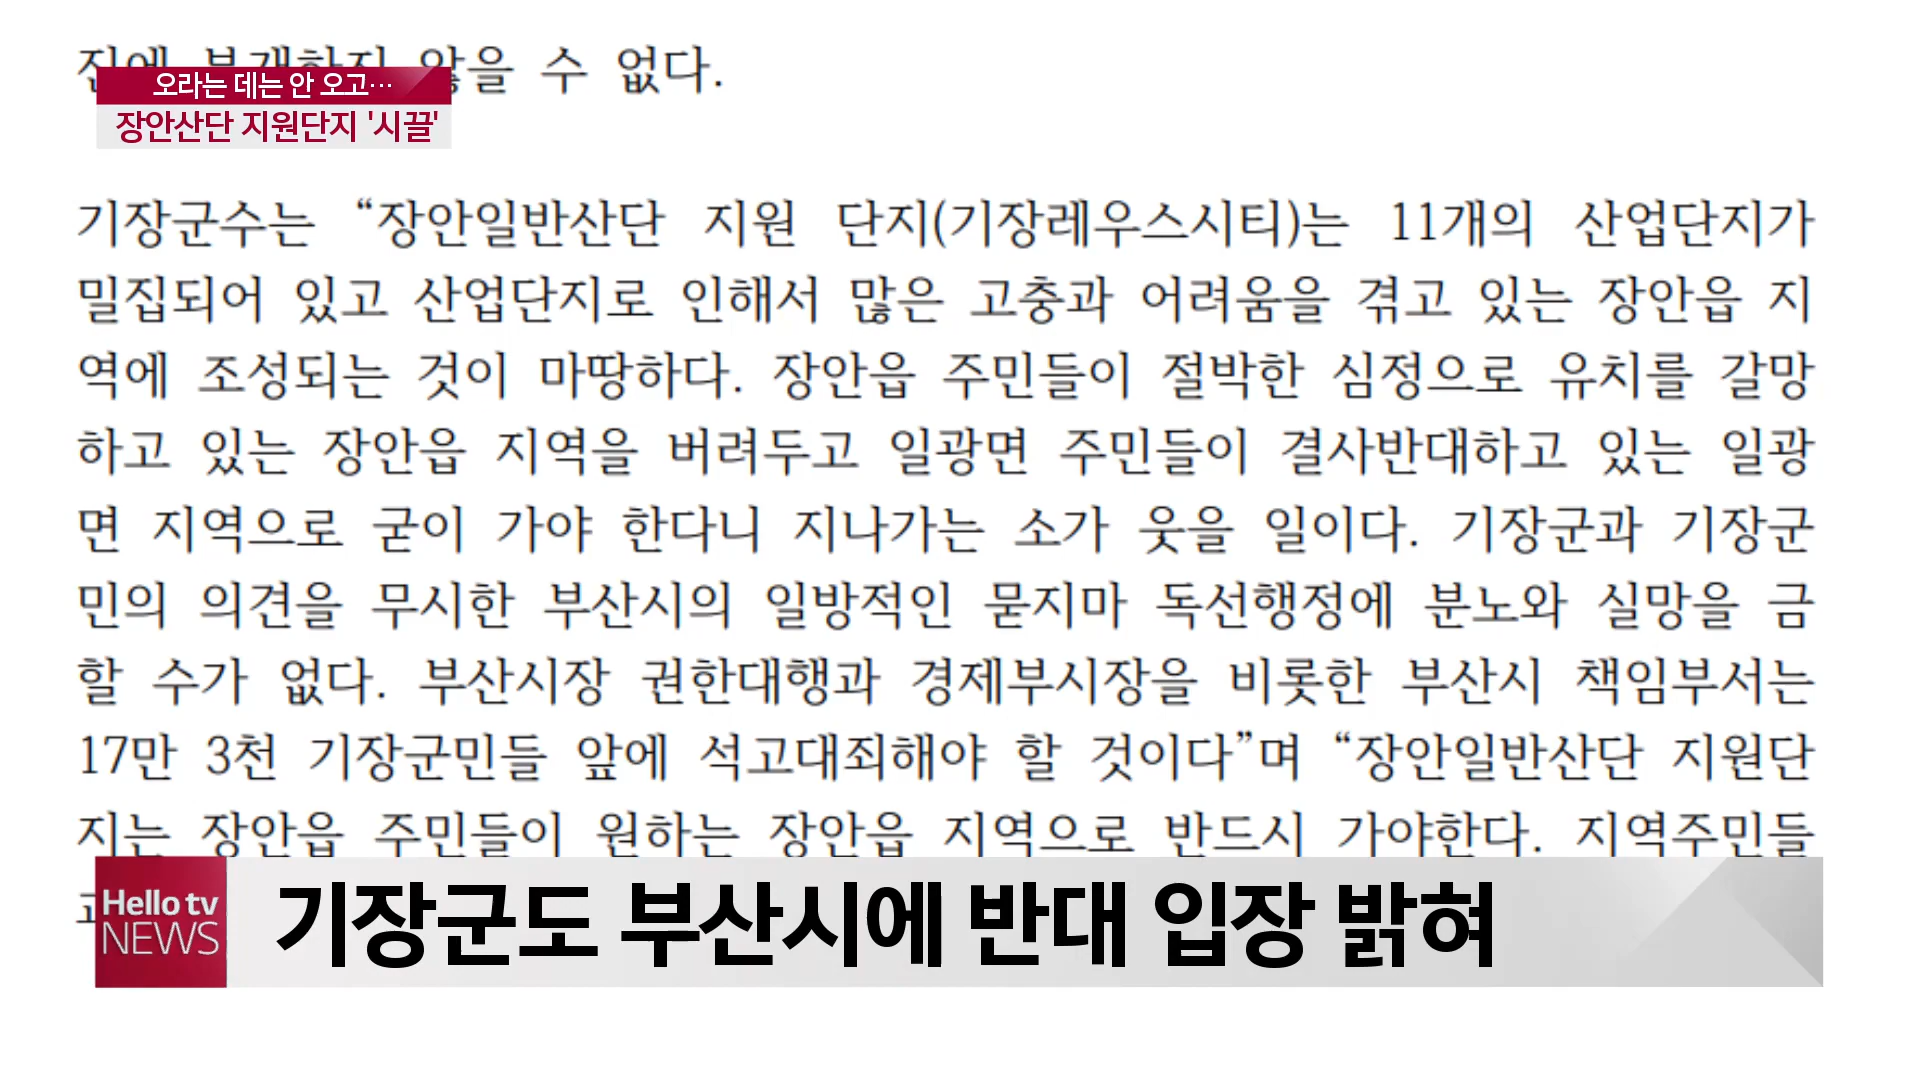 않을 수 없다.
오라는 데는 안 오고…
장안산단 지원단지 '시끌'
기장군수는 “장안일반산단 지원 단지(기장레우스시티)는 11개의 산업단지가
밀집되어 있고 산업단지로 인해서 많은 고충과 어려움을 겪고 있는 장안읍 지
역에 조성되는 것이 마땅하다. 장안읍 주민들이 절박한 심정으로 유치를 갈망
하고 있는 장안읍 지역을 버려두고 일광면 주민들이 결사반대하고 있는 일광
면 지역으로 굳이 가야 한다니 지나가는 소가 웃을 일이다. 기장군과 기장군
민의 의견을 무시한 부산시의 일방적인 묻지마 독선행정에 분노와 실망을 금
할 수가 없다. 부산시장 권한대행과 경제부시장을 비롯한 부산시 책임부서는
17만 3천 기장군민들 앞에 석고대죄해야 할 것이다”며 “장안일반산단 지원단
지는 장안읍 주민들이 원하는 장안읍 지역으로 반드시 가야한다. 지역주민들
Hello tv
NEWS
기장군도 부산시에 반대 입장 밝혀